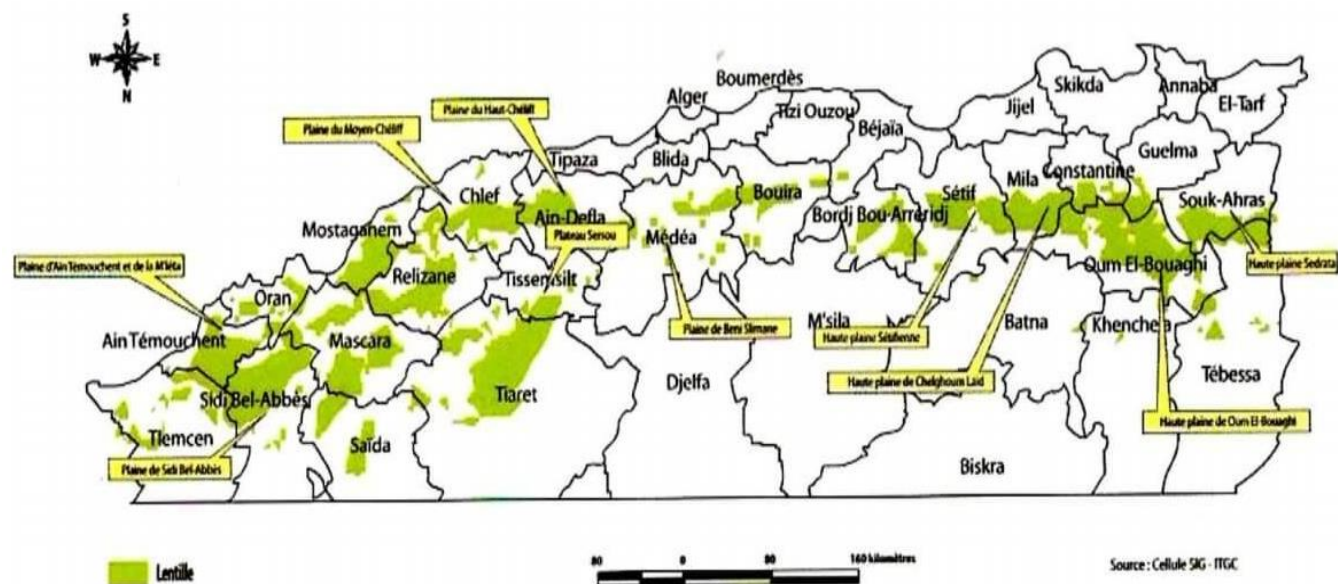 S
W E
N
Boumerdès
Alger
Skikda
Annaba
Jijel
El-Tarf
Tizi Ouzou
Béjaïa
Plaine du Haut-Chéliff
Plaine du Moyen-Chéliff
Tipaza
Blida
Guelma
Constantine
Mila
Sétif
Chlef
Bouira
Souk-Ahras
Aïn-Defla
Bordj Bou-Arréridj
Médéa
Mostaganem
Plateau Sersou
Plaine d'Ain Témouchent et de la M'léta
Relizane
Tissemsilt
Oum El-Bouaghi
Haute plaine Sedrata
Oran
M'sila
Batna
Khenchela
Plaine de Beni Slimane
Haute plaine Sétifienne
Ain Témouchent
Mascara
Tébessa
Haute plaine de Chelghoum Laid
Djelfa
Sidi Bel-Abbès
Tiaret
Haute plaine de Oum El-Bouaghi
Tlemcen
Saïda
Plaine de Sidi Bel-Abbès
Biskra
Lentille
80 0 80 160 kilomètres
Source : Cellule SIG - ITGC